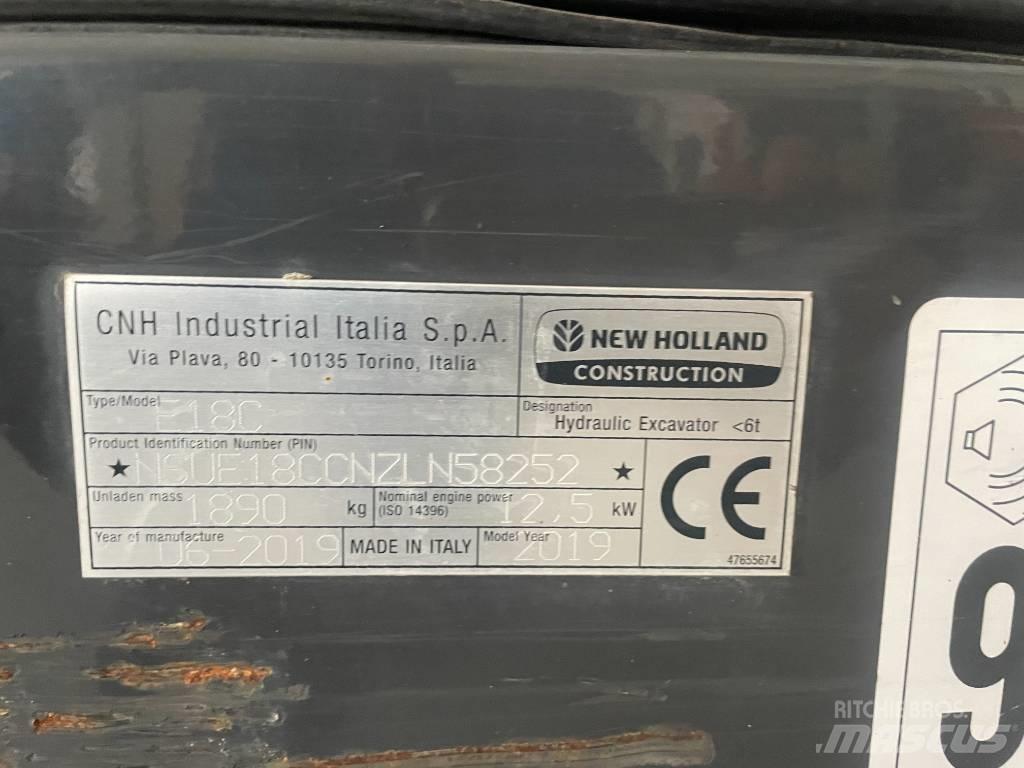 CNH Industrial Italia S.p.A.
Via Plava, 80 - 10135 Torino, Italia
NEW HOLLAND
CONSTRUCTION
Type/Model E18C
Designation
Hydraulic Excavator <6t
Product Identification Number (PIN)
★ NGUE18CCNZLN58252 ★
Unladen mass 1890 kg
Nominal engine power
(ISO 14396) 12,5 kW
CE
Year of manufacture 06-2019
MADE IN ITALY
Model Year 2019
47655674
9
RITCHIE BROS.
MASCUS